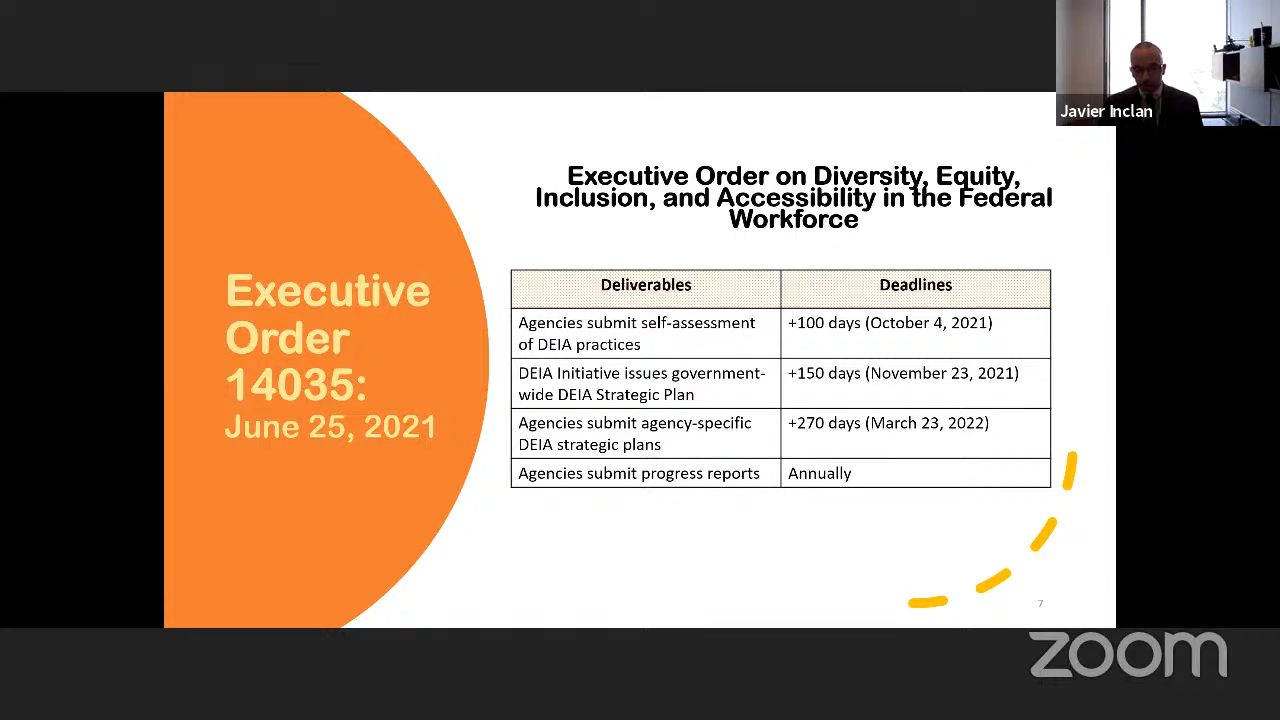 Javier Inclan
Executive Order on Diversity, Equity,
Inclusion, and Accessibility in the Federal
Workforce
Executive
Order
14035:
June 25, 2021
Deliverables
Deadlines
Agencies submit self-assessment
of DEIA practices
+100 days (October 4, 2021)
DEIA Initiative issues government-
wide DEIA Strategic Plan
+150 days (November 23, 2021)
Agencies submit agency-specific
DEIA strategic plans
+270 days (March 23, 2022)
Agencies submit progress reports
Annually
7
zoom